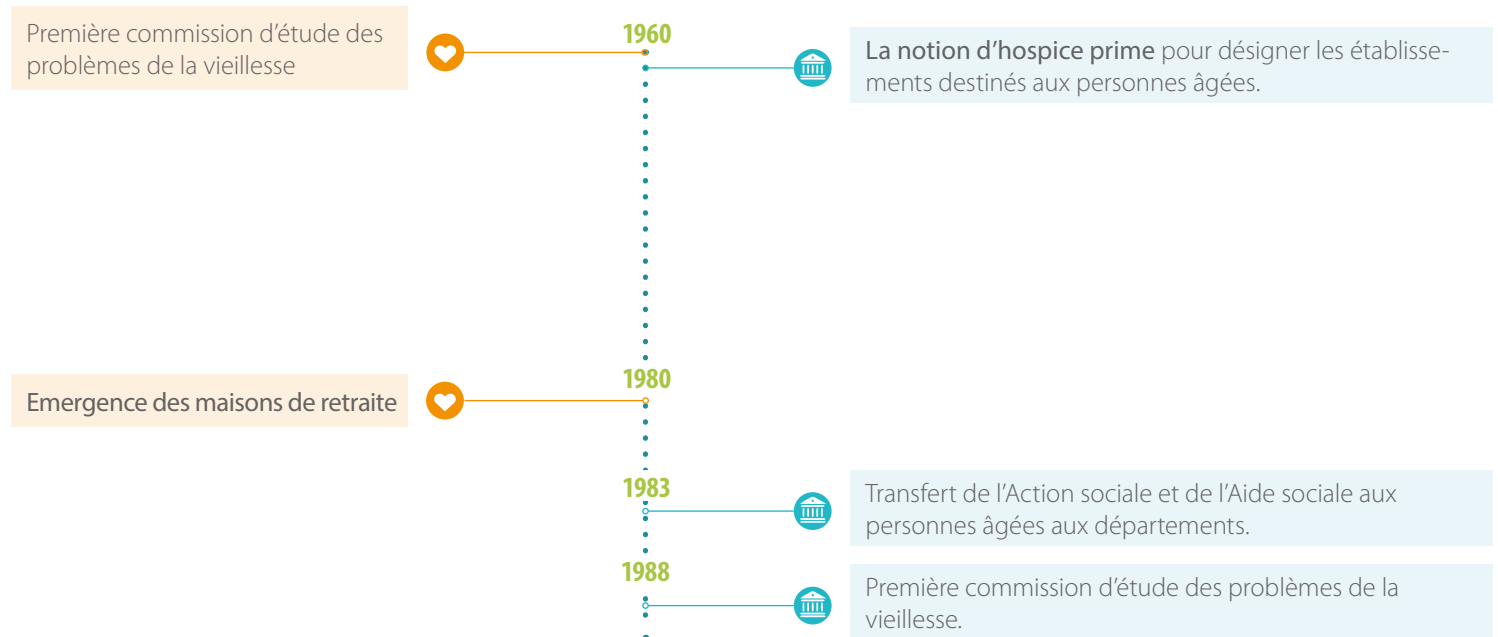 Première commission d’étude des
problèmes de la vieillesse
1960
La notion d’hospice prime pour désigner les établisse-
ments destinés aux personnes âgées.
1980
Emergence des maisons de retraite
1983
Transfert de l’Action sociale et de l’Aide sociale aux
personnes âgées aux départements.
1988
Première commission d’étude des problèmes de la
vieillesse.